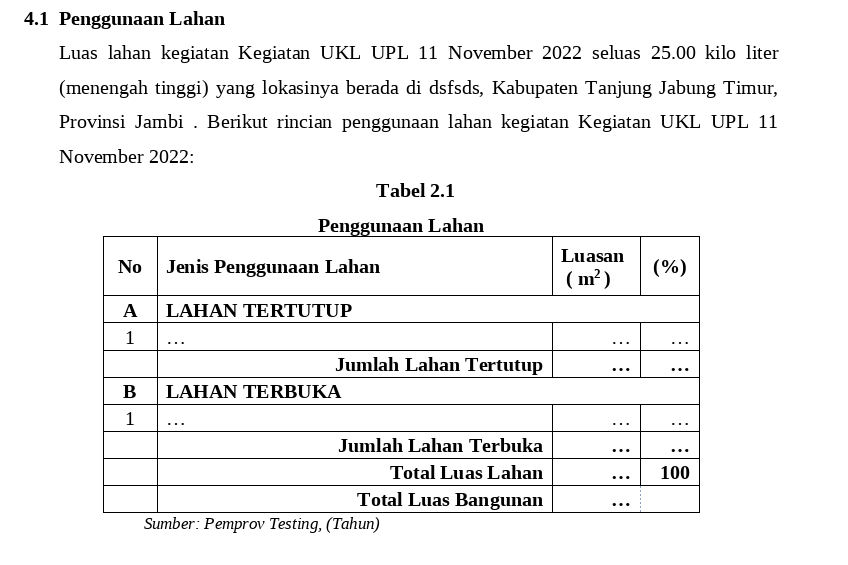 4.1 Penggunaan Lahan
Luas lahan kegiatan Kegiatan UKL UPL 11 November 2022 seluas 25.00 kilo liter
(menengah tinggi) yang lokasinya berada di dsfsds, Kabupaten Tanjung Jabung Timur,
Provinsi Jambi . Berikut rincian penggunaan lahan kegiatan Kegiatan UKL UPL 11
November 2022:
Tabel 2.1
Penggunaan Lahan
No Jenis Penggunaan Lahan Luasan ( m² ) (%)
A LAHAN TERTUTUP
1 … … …
Jumlah Lahan Tertutup … …
B LAHAN TERBUKA
1 … … …
Jumlah Lahan Terbuka … …
Total Luas Lahan … 100
Total Luas Bangunan …
Sumber: Pemprov Testing, (Tahun)